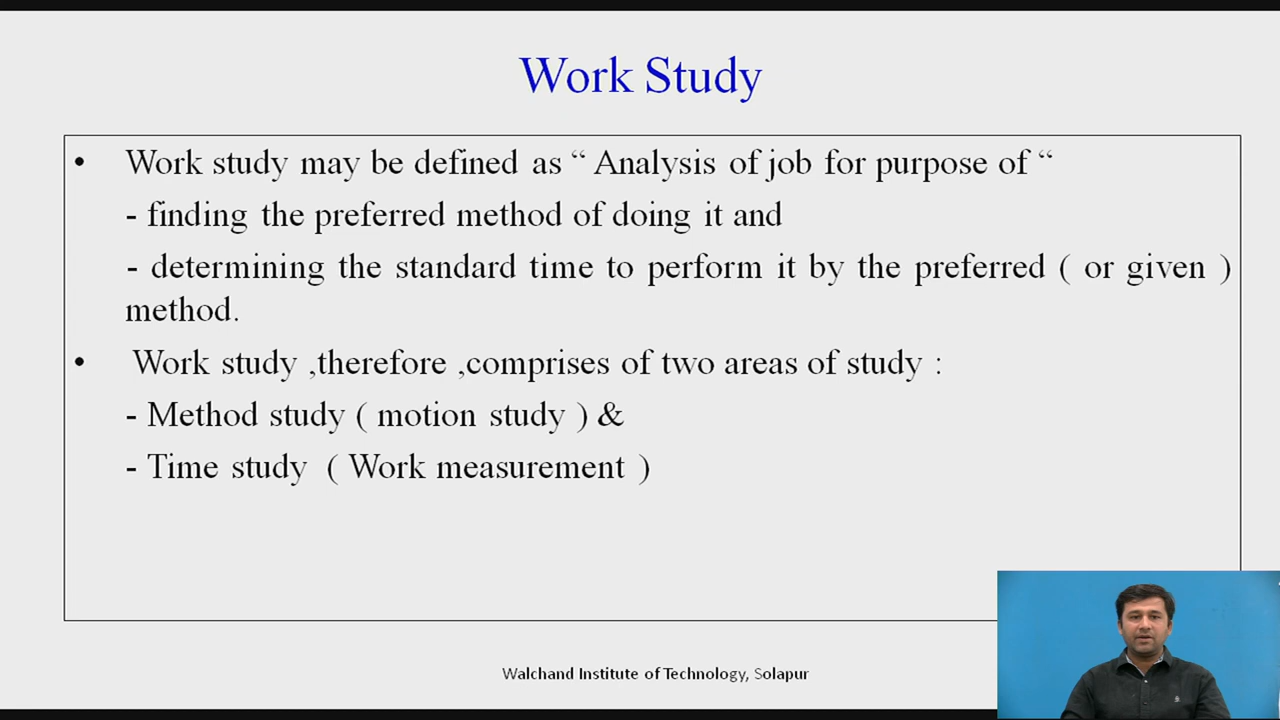 Work Study
• Work study may be defined as “ Analysis of job for purpose of “
- finding the preferred method of doing it and
- determining the standard time to perform it by the preferred ( or given )
method.
• Work study ,therefore ,comprises of two areas of study :
- Method study ( motion study ) &
- Time study ( Work measurement )
Walchand Institute of Technology, Solapur